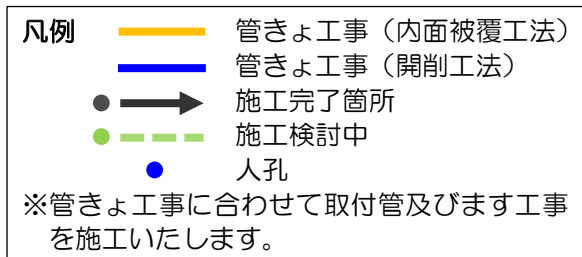 凡例 管きょ工事（内面被覆工法）
管きょ工事（開削工法）
施工完了箇所
施工検討中
人孔
※管きょ工事に合わせて取付管及びます工事
を施工いたします。